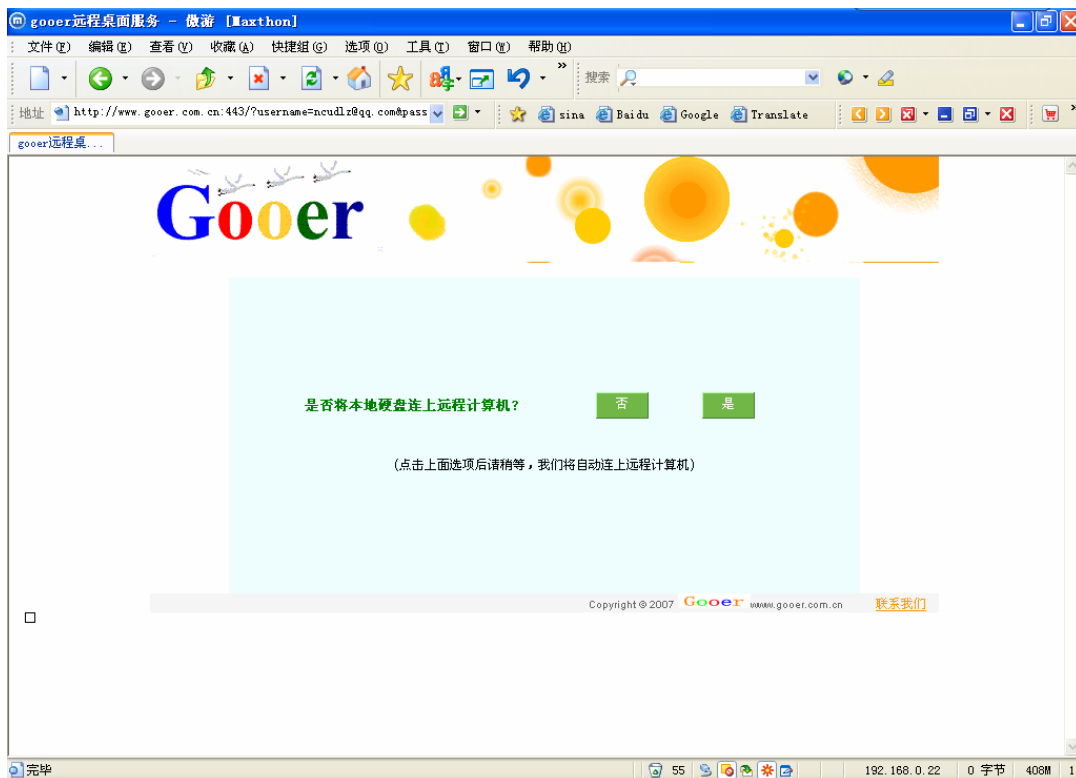 gooer远程桌面服务 - 傲游 [Maxthon]
文件(F) 编辑(E) 查看(V) 收藏(A) 快捷组(G) 选项(O) 工具(T) 窗口(W) 帮助(H)
搜索
地址 http://www.gooer.com.cn:443/?username=ncudlz@qq.com&pass sina Baidu Google Translate
gooer远程桌...
Gooer
是否将本地硬盘连上远程计算机? 否 是
(点击上面选项后请稍等，我们将自动连上远程计算机)
Copyright © 2007 Gooer www.gooer.com.cn 联系我们
完毕 55 192.168.0.22 0 字节 408M 1